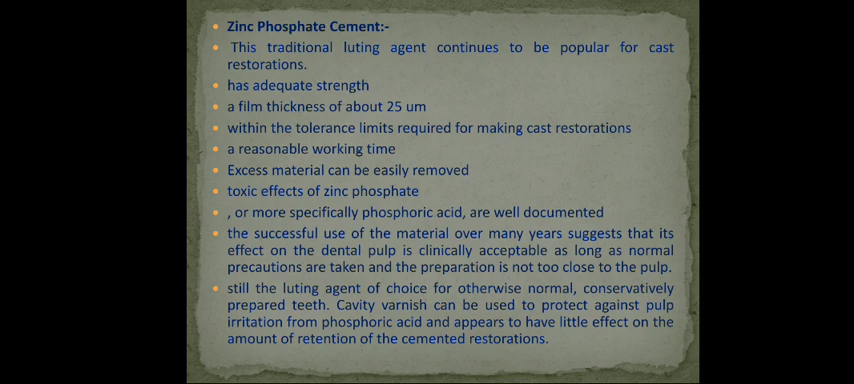 • Zinc Phosphate Cement:-
• This traditional luting agent continues to be popular for cast
restorations.
• has adequate strength
• a film thickness of about 25 um
• within the tolerance limits required for making cast restorations
• a reasonable working time
• Excess material can be easily removed
• toxic effects of zinc phosphate
• , or more specifically phosphoric acid, are well documented
• the successful use of the material over many years suggests that its
effect on the dental pulp is clinically acceptable as long as normal
precautions are taken and the preparation is not too close to the pulp.
• still the luting agent of choice for otherwise normal, conservatively
prepared teeth. Cavity varnish can be used to protect against pulp
irritation from phosphoric acid and appears to have little effect on the
amount of retention of the cemented restorations.